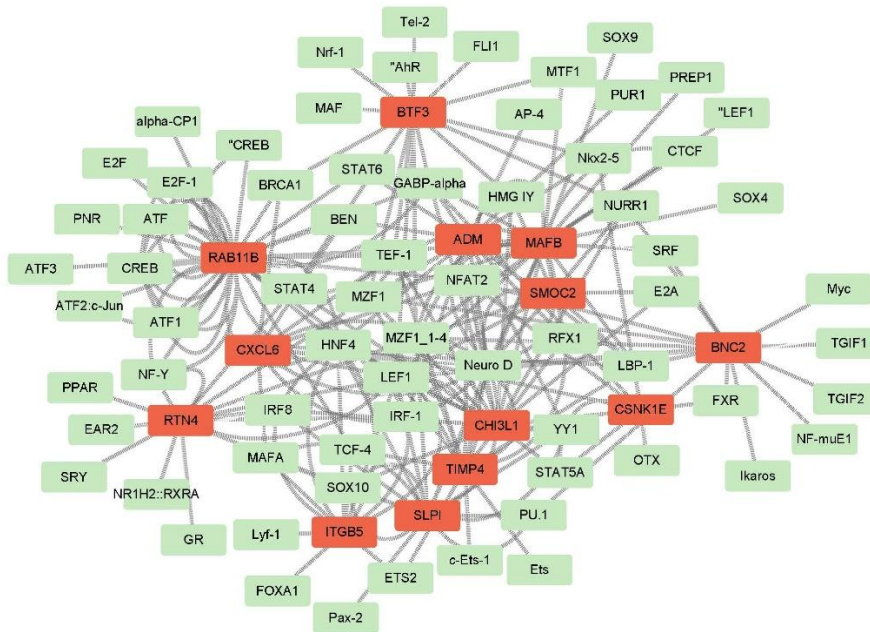 Tel-2
SOX9
Nrf-1
"AhR
FLI1
MTF1
PREP1
PUR1
MAF
BTF3
AP-4
"LEF1
alpha-CP1
"CREB
Nkx2-5
CTCF
E2F
E2F-1
BRCA1
STAT6
GABP-alpha
HMG IY
NURR1
SOX4
PNR
ATF
BEN
ADM
MAFB
SRF
ATF3
CREB
RAB11B
TEF-1
NFAT2
SMOC2
E2A
Myc
ATF2:c-Jun
STAT4
MZF1
ATF1
CXCL6
HNF4
MZF1_1-4
RFX1
BNC2
TGIF1
NF-Y
LEF1
Neuro D
LBP-1
PPAR
IRF8
IRF-1
CHI3L1
CSNK1E
FXR
TGIF2
EAR2
RTN4
YY1
NF-muE1
MAFA
TCF-4
TIMP4
STAT5A
OTX
Ikaros
SRY
NR1H2::RXRA
SOX10
SLPI
PU.1
GR
Lyf-1
ITGB5
c-Ets-1
Ets
FOXA1
ETS2
Pax-2